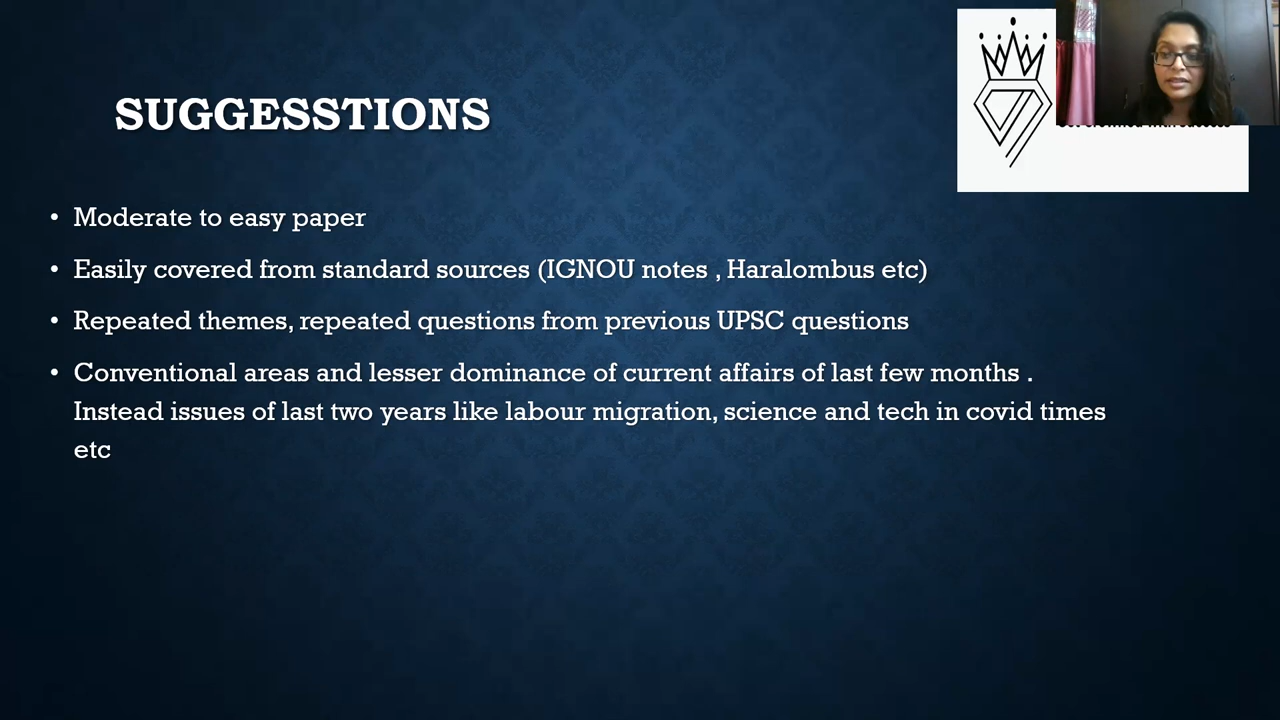 SUGGESSTIONS
• Moderate to easy paper
• Easily covered from standard sources (IGNOU notes , Haralombus etc)
• Repeated themes, repeated questions from previous UPSC questions
• Conventional areas and lesser dominance of current affairs of last few months .
Instead issues of last two years like labour migration, science and tech in covid times
etc